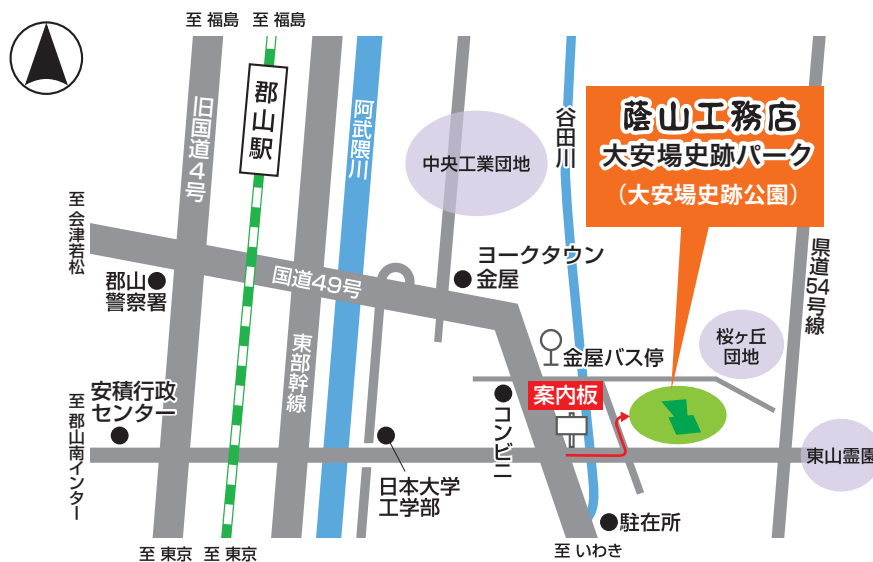 至 福島
至 福島
郡山駅
旧国道4号
阿武隈川
中央工業団地
谷田川
蔭山工務店
大安場史跡パーク
（大安場史跡公園）
至 会津若松
国道49号
郡山
警察署
ヨークタウン
金屋
県道54号線
東部幹線
金屋バス停
桜ヶ丘
団地
安積行政
センター
案内板
コンビニ
至 郡山南インター
日本大学
工学部
東山霊園
駐在所
至 東京
至 東京
至 いわき